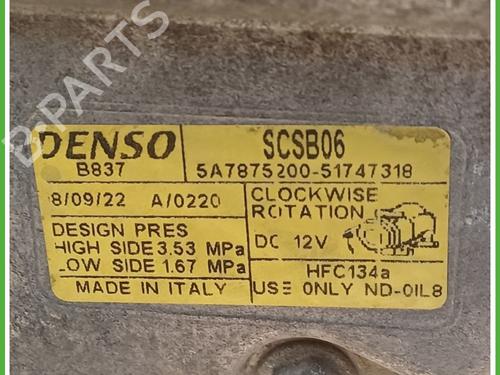 DENSO
B837
SCSB06
5A7875200-51747318
8/09/22 A/0220
CLOCKWISE
ROTATION
DESIGN PRES
HIGH SIDE 3.53 MPa
LOW SIDE 1.67 MPa
DC 12V
HFC134a
MADE IN ITALY
USE ONLY ND-OIL8